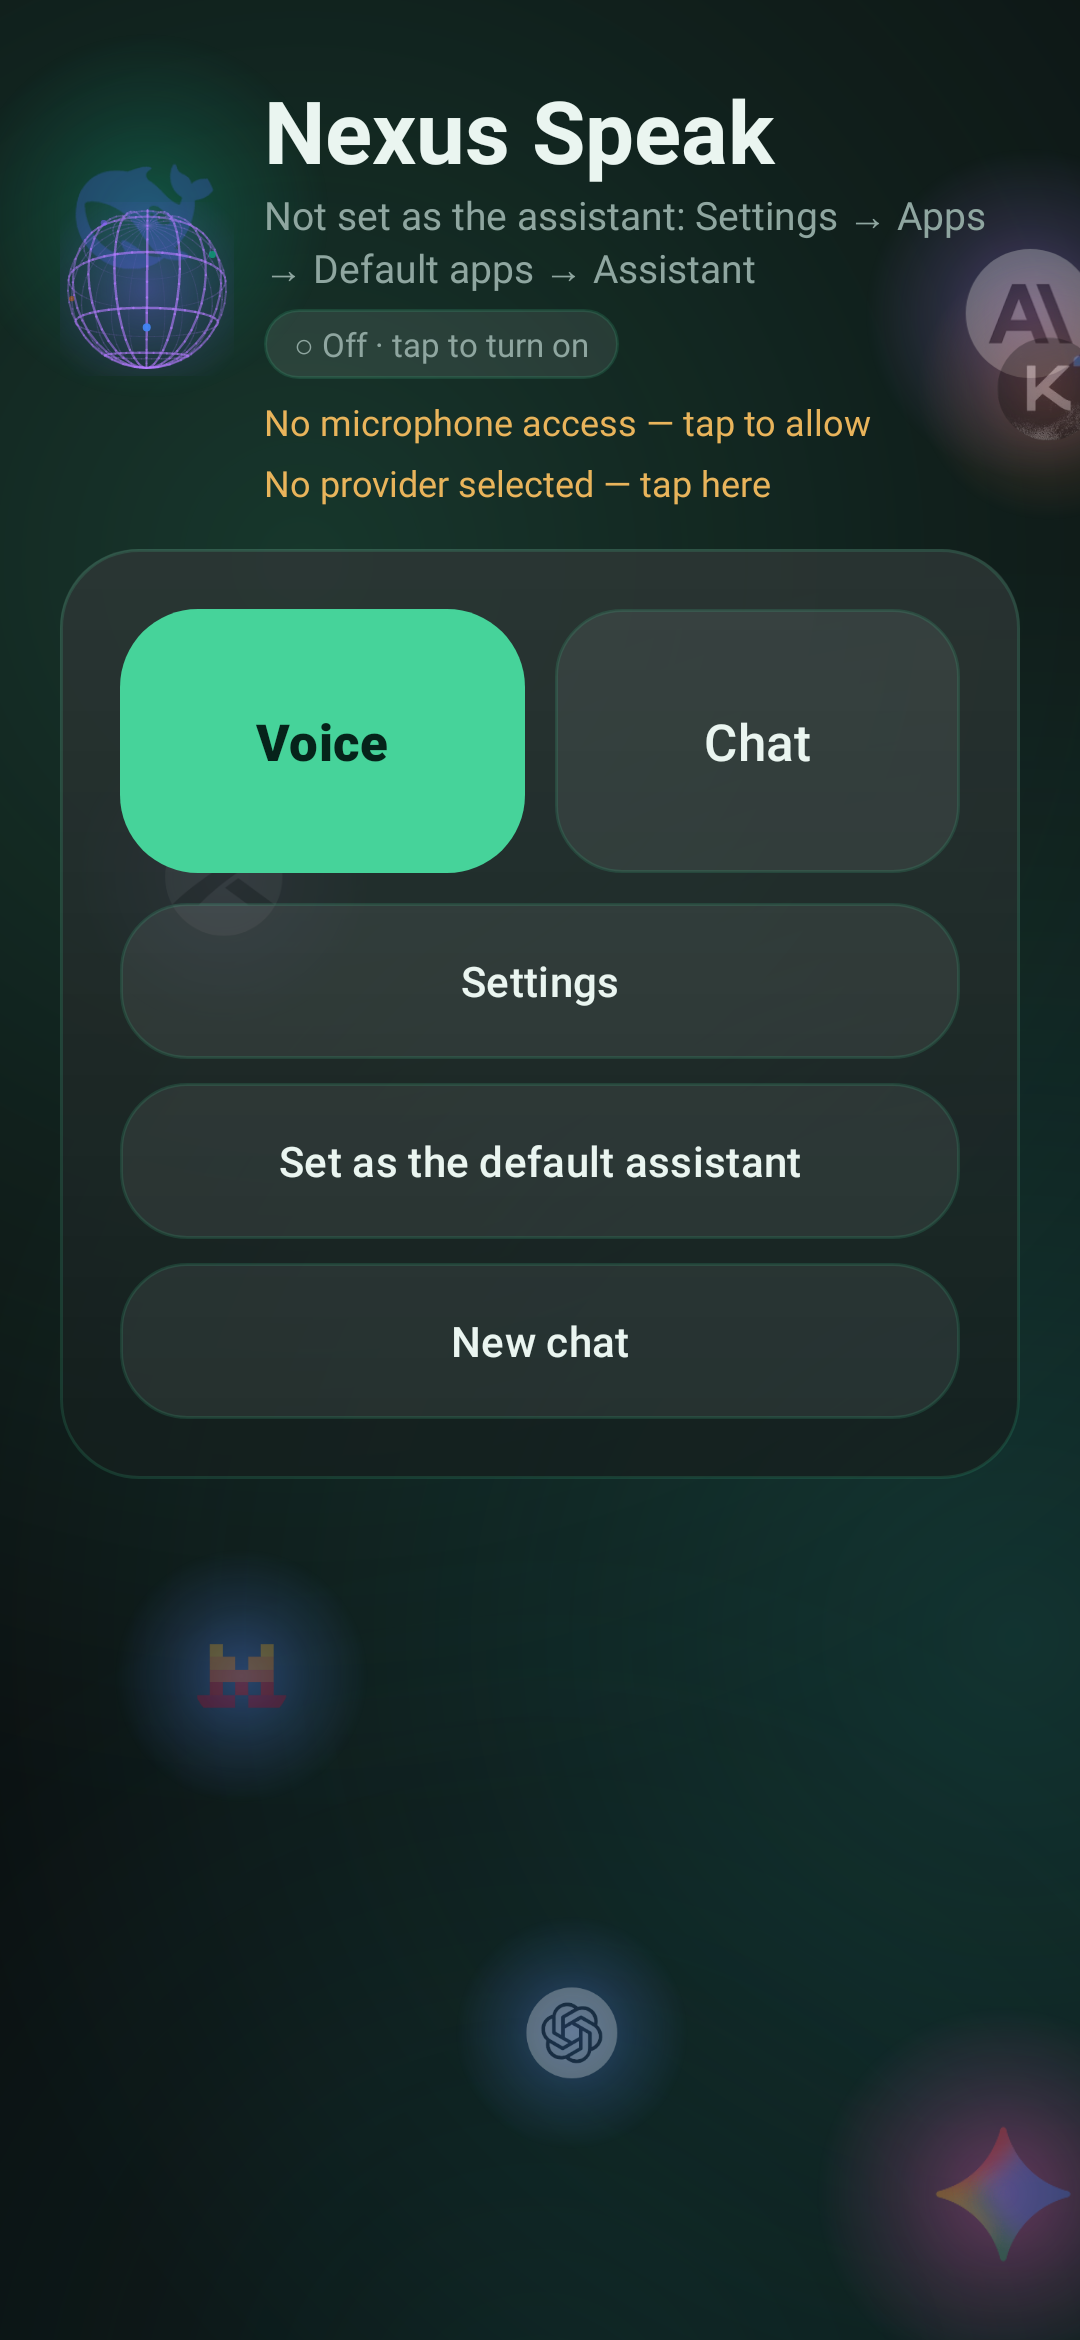 Nexus Speak
Not set as the assistant: Settings → Apps
→ Default apps → Assistant
○ Off · tap to turn on
No microphone access — tap to allow
No provider selected — tap here
Voice
Chat
Settings
Set as the default assistant
New chat